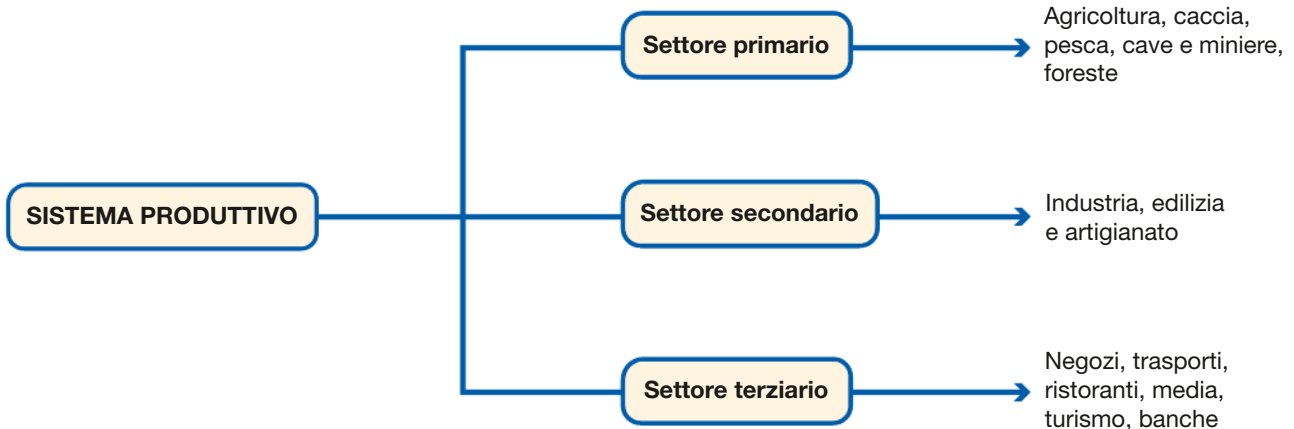 SISTEMA PRODUTTIVO
Settore primario
Agricoltura, caccia,
pesca, cave e miniere,
foreste
Settore secondario
Industria, edilizia
e artigianato
Settore terziario
Negozi, trasporti,
ristoranti, media,
turismo, banche